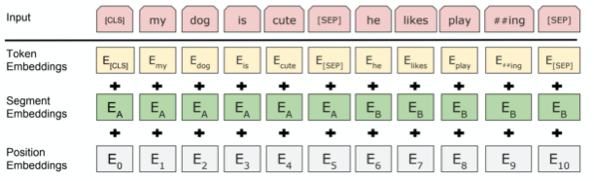 Input [CLS] my dog is cute [SEP] he likes play ##ing [SEP]
Token Embeddings E[CLS] Emy Edog Eis Ecute E[SEP] Ehe Elikes Eplay E##ing E[SEP]
+ + + + + + + + + + +
Segment Embeddings EA EA EA EA EA EA EB EB EB EB EB
+ + + + + + + + + + +
Position Embeddings E0 E1 E2 E3 E4 E5 E6 E7 E8 E9 E10